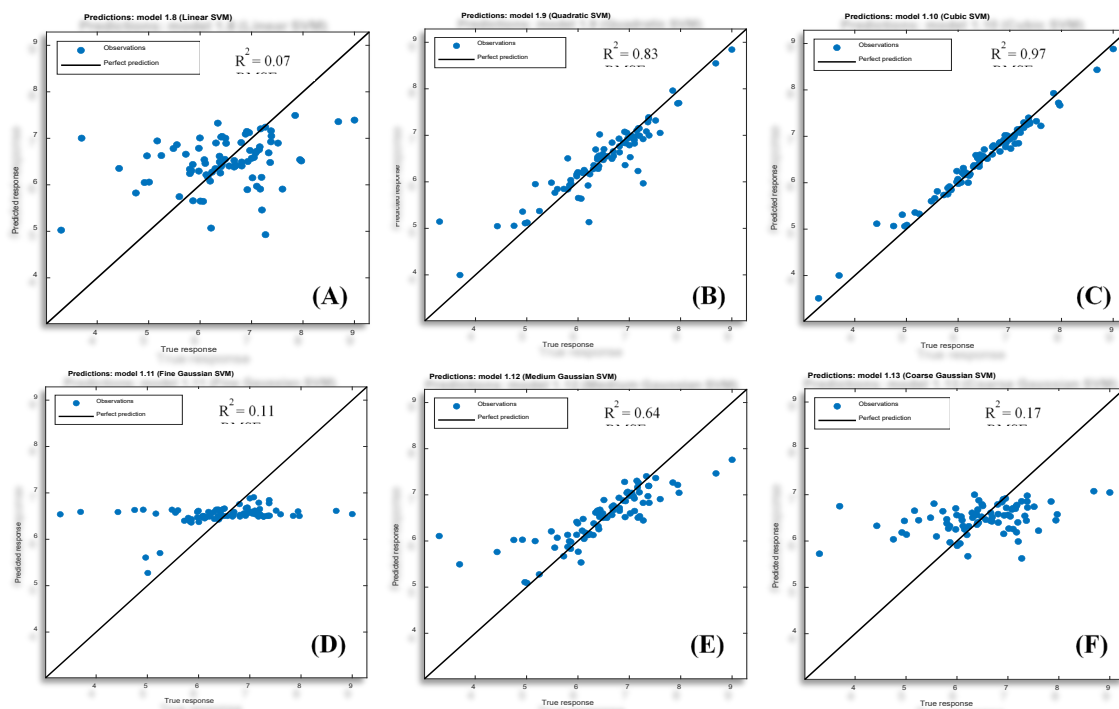 Predictions: model 1.8 (Linear SVM)
Observations
Perfect prediction
R² = 0.07
RMSE
9
8
7
6
5
4
Predicted response
4 5 6 7 8 9
True response
(A)
Predictions: model 1.9 (Quadratic SVM)
Observations
Perfect prediction
R² = 0.83
RMSE
9
8
7
6
5
4
Predicted response
4 5 6 7 8 9
True response
(B)
Predictions: model 1.10 (Cubic SVM)
Observations
Perfect prediction
R² = 0.97
RMSE
9
8
7
6
5
4
Predicted response
4 5 6 7 8 9
True response
(C)
Predictions: model 1.11 (Fine Gaussian SVM)
Observations
Perfect prediction
R² = 0.11
RMSE
9
8
7
6
5
4
Predicted response
4 5 6 7 8 9
True response
(D)
Predictions: model 1.12 (Medium Gaussian SVM)
Observations
Perfect prediction
R² = 0.64
RMSE
9
8
7
6
5
4
Predicted response
4 5 6 7 8 9
True response
(E)
Predictions: model 1.13 (Coarse Gaussian SVM)
Observations
Perfect prediction
R² = 0.17
RMSE
9
8
7
6
5
4
Predicted response
4 5 6 7 8 9
True response
(F)